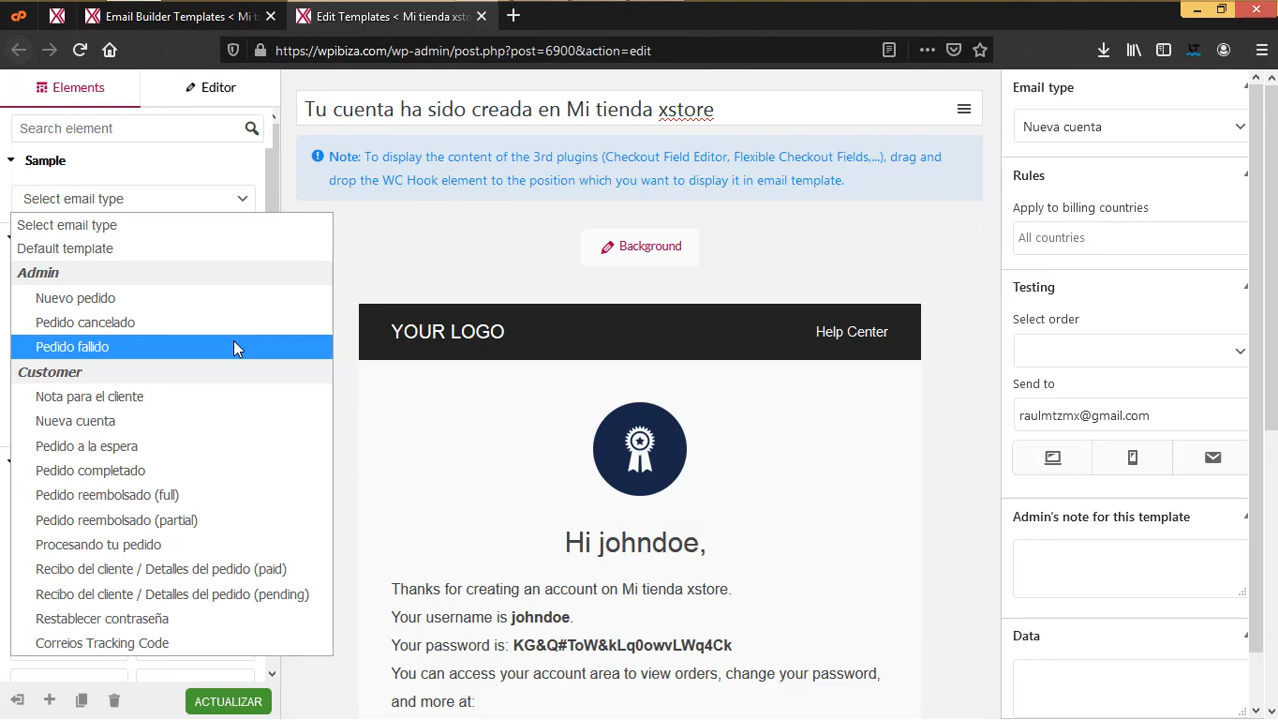 Email Builder Templates < Mi t
Edit Templates < Mi tienda xst
https://wpibiza.com/wp-admin/post.php?post=6900&action=edit
Elements
Editor
Search element
Sample
Select email type
Select email type
Default template
Admin
Nuevo pedido
Pedido cancelado
Pedido fallido
Customer
Nota para el cliente
Nueva cuenta
Pedido a la espera
Pedido completado
Pedido reembolsado (full)
Pedido reembolsado (partial)
Procesando tu pedido
Recibo del cliente / Detalles del pedido (paid)
Recibo del cliente / Detalles del pedido (pending)
Restablecer contraseña
Correios Tracking Code
ACTUALIZAR
Tu cuenta ha sido creada en Mi tienda xstore
Note: To display the content of the 3rd plugins (Checkout Field Editor, Flexible Checkout Fields,...), drag and
drop the WC Hook element to the position which you want to display it in email template.
Background
YOUR LOGO
Help Center
Hi johndoe,
Thanks for creating an account on Mi tienda xstore.
Your username is johndoe.
Your password is: KG&Q#ToW&kLq0owvLWq4Ck
You can access your account area to view orders, change your password,
and more at:
Email type
Nueva cuenta
Rules
Apply to billing countries
All countries
Testing
Select order
Send to
raulmtzmx@gmail.com
Admin's note for this template
Data